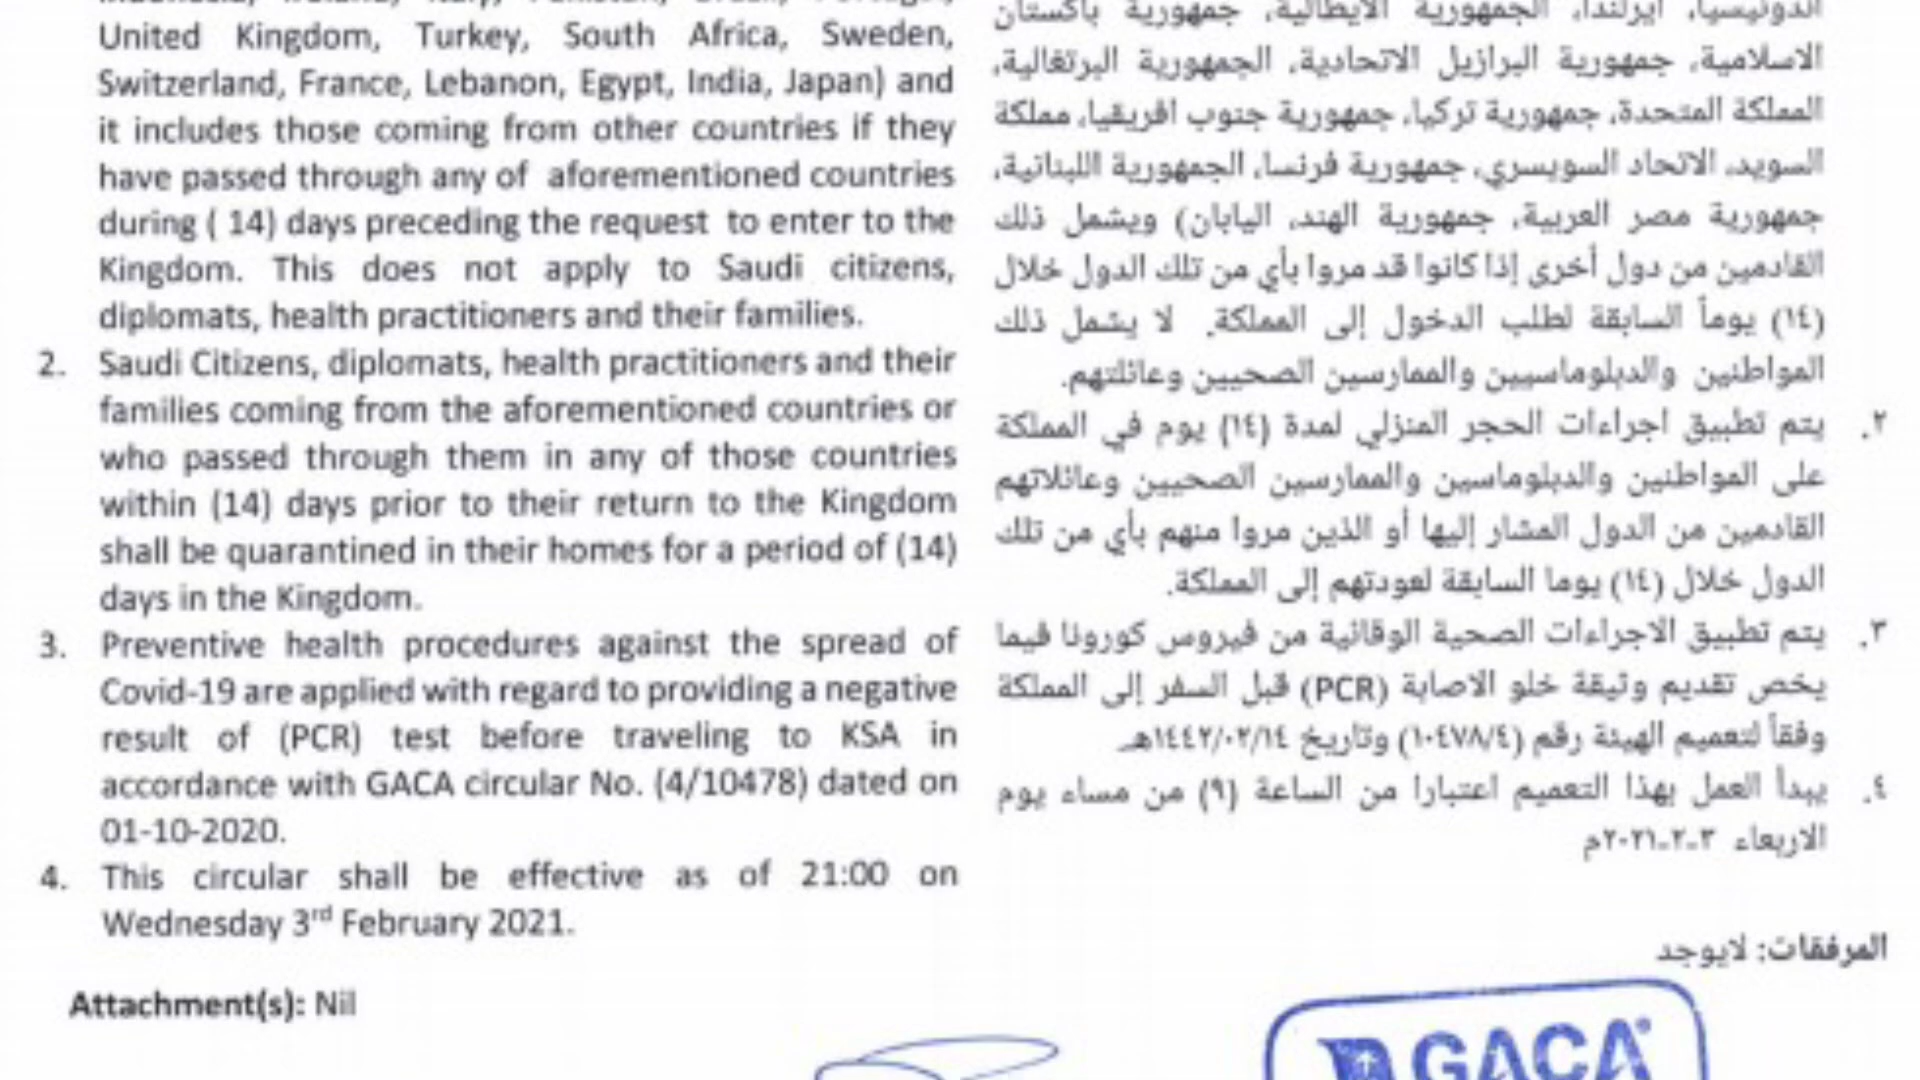 United Kingdom, Turkey, South Africa, Sweden,
Switzerland, France, Lebanon, Egypt, India, Japan) and
it includes those coming from other countries if they
have passed through any of aforementioned countries
during ( 14) days preceding the request to enter to the
Kingdom. This does not apply to Saudi citizens,
diplomats, health practitioners and their families.
2. Saudi Citizens, diplomats, health practitioners and their
families coming from the aforementioned countries or
who passed through them in any of those countries
within (14) days prior to their return to the Kingdom
shall be quarantined in their homes for a period of (14)
days in the Kingdom.
3. Preventive health procedures against the spread of
Covid-19 are applied with regard to providing a negative
result of (PCR) test before traveling to KSA in
accordance with GACA circular No. (4/10478) dated on
01-10-2020.
4. This circular shall be effective as of 21:00 on
Wednesday 3rd February 2021.
Attachment(s): Nil
اندونيسيا، ايرلندا، الجمهورية الايطالية، جمهورية باكستان
الاسلامية، جمهورية البرازيل الاتحادية، الجمهورية البرتغالية،
المملكة المتحدة، جمهورية تركيا، جمهورية جنوب افريقيا، مملكة
السويد، الاتحاد السويسري، جمهورية فرنسا، الجمهورية اللبنانية،
جمهورية مصر العربية، جمهورية الهند، اليابان) ويشمل ذلك
القادمين من دول أخرى إذا كانوا قد مروا بأي من تلك الدول خلال
(١٤) يوماً السابقة لطلب الدخول إلى المملكة. لا يشمل ذلك
المواطنين والدبلوماسيين والممارسين الصحيين وعائلتهم.
٢. يتم تطبيق اجراءات الحجر المنزلي لمدة (١٤) يوم في المملكة
على المواطنين والدبلوماسين والممارسين الصحيين وعائلاتهم
القادمين من الدول المشار إليها أو الذين مروا منهم بأي من تلك
الدول خلال (١٤) يوما السابقة لعودتهم إلى المملكة.
٣. يتم تطبيق الاجراءات الصحية الوقائية من فيروس كورونا فيما
يخص تقديم وثيقة خلو الاصابة (PCR) قبل السفر إلى المملكة
وفقاً لتعميم الهيئة رقم (١٠٤٧٨/٤) وتاريخ ١٤٤٢/٠٢/١٤هـ
٤. يبدأ العمل بهذا التعميم اعتبارا من الساعة (٩) من مساء يوم
الاربعاء ٣-٢-٢٠٢١م
المرفقات: لايوجد
GACA